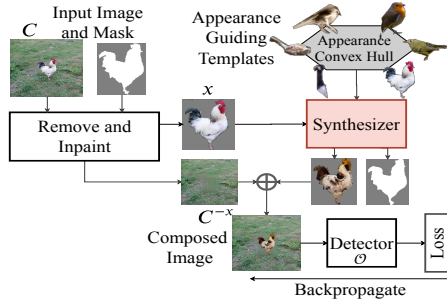 Input Image
and Mask
C
Appearance
Guiding
Templates
Appearance
Convex Hull
x
Remove and
Inpaint
Synthesizer
C⁻ˣ
Composed
Image
Detector
𝒪
Loss
Backpropagate